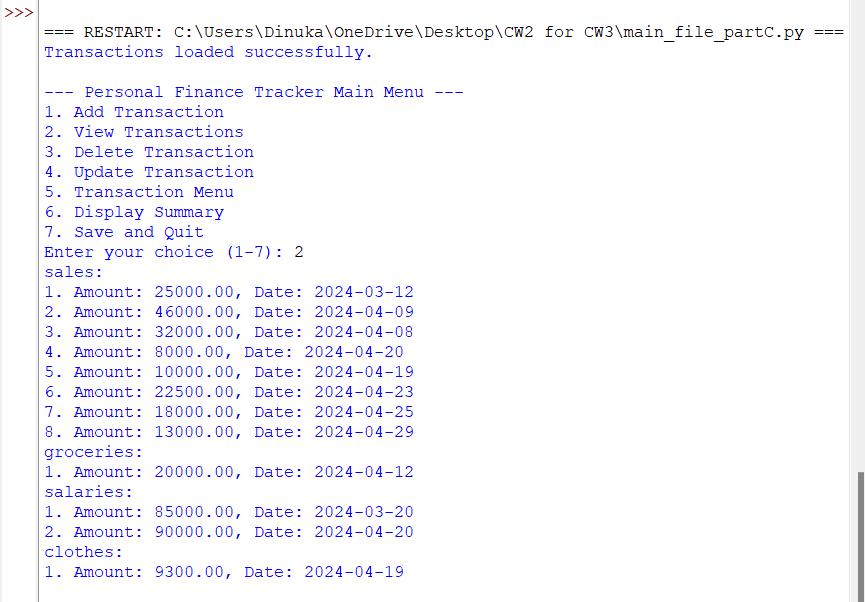 >>>
=== RESTART: C:\Users\Dinuka\OneDrive\Desktop\CW2 for CW3\main_file_partC.py ===
Transactions loaded successfully.
--- Personal Finance Tracker Main Menu ---
1. Add Transaction
2. View Transactions
3. Delete Transaction
4. Update Transaction
5. Transaction Menu
6. Display Summary
7. Save and Quit
Enter your choice (1-7): 2
sales:
1. Amount: 25000.00, Date: 2024-03-12
2. Amount: 46000.00, Date: 2024-04-09
3. Amount: 32000.00, Date: 2024-04-08
4. Amount: 8000.00, Date: 2024-04-20
5. Amount: 10000.00, Date: 2024-04-19
6. Amount: 22500.00, Date: 2024-04-23
7. Amount: 18000.00, Date: 2024-04-25
8. Amount: 13000.00, Date: 2024-04-29
groceries:
1. Amount: 20000.00, Date: 2024-04-12
salaries:
1. Amount: 85000.00, Date: 2024-03-20
2. Amount: 90000.00, Date: 2024-04-20
clothes:
1. Amount: 9300.00, Date: 2024-04-19